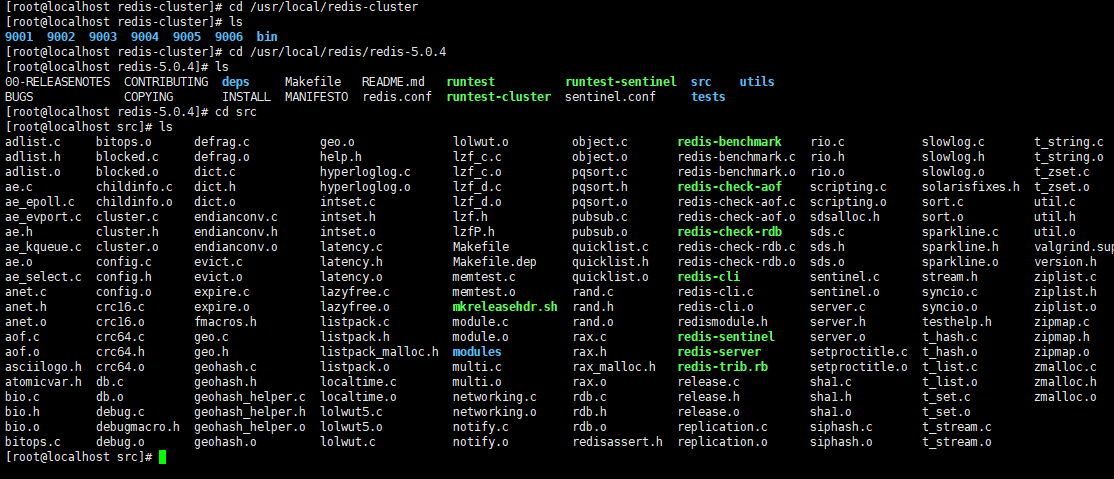 [root@localhost redis-cluster]# cd /usr/local/redis-cluster
[root@localhost redis-cluster]# ls
9001 9002 9003 9004 9005 9006 bin
[root@localhost redis-cluster]# cd /usr/local/redis/redis-5.0.4
[root@localhost redis-5.0.4]# ls
00-RELEASENOTES CONTRIBUTING deps Makefile README.md runtest runtest-sentinel src utils
BUGS COPYING INSTALL MANIFESTO redis.conf runtest-cluster sentinel.conf tests
[root@localhost redis-5.0.4]# cd src
[root@localhost src]# ls
adlist.c bitops.o defrag.c geo.o lolwut.o object.c redis-benchmark rio.c slowlog.c t_string.c
adlist.h blocked.c defrag.o help.h lzf_c.c object.o redis-benchmark.c rio.h slowlog.h t_string.o
adlist.o blocked.o dict.c hyperloglog.c lzf_c.o pqsort.c redis-benchmark.o rio.o slowlog.o t_zset.c
ae.c childinfo.c dict.h hyperloglog.o lzf_d.c pqsort.h redis-check-aof scripting.c solarisfixes.h t_zset.o
ae_epoll.c childinfo.o dict.o intset.c lzf_d.o pqsort.o redis-check-aof.c scripting.o sort.c util.c
ae_evport.c cluster.c endianconv.c intset.h lzf.h pubsub.c redis-check-aof.o sdsalloc.h sort.o util.h
ae.h cluster.h endianconv.h intset.o lzfP.h pubsub.o redis-check-rdb sds.c sparkline.c util.o
ae_kqueue.c cluster.o endianconv.o latency.c Makefile quicklist.c redis-check-rdb.c sds.h sparkline.h valgrind.sup
ae.o config.c evict.c latency.h Makefile.dep quicklist.h redis-check-rdb.o sds.o sparkline.o version.h
ae_select.c config.h evict.o latency.o memtest.c quicklist.o redis-cli sentinel.c stream.h ziplist.c
anet.c config.o expire.c lazyfree.c memtest.o rand.c redis-cli.c sentinel.o syncio.c ziplist.h
anet.h crc16.c expire.o lazyfree.o mkreleasehdr.sh rand.h redis-cli.o server.c syncio.o ziplist.o
anet.o crc16.o fmacros.h listpack.c module.c rand.o redismodule.h server.h testhelp.h zipmap.c
aof.c crc64.c geo.c listpack.h module.o rax.c redis-sentinel server.o t_hash.c zipmap.h
aof.o crc64.h geo.h listpack_malloc.h modules rax.h redis-server setproctitle.c t_hash.o zipmap.o
asciilogo.h crc64.o geohash.c listpack.o multi.c rax_malloc.h redis-trib.rb setproctitle.o t_list.c zmalloc.c
atomicvar.h db.c geohash.h localtime.c multi.o rax.o release.c sha1.c t_list.o zmalloc.h
bio.c db.o geohash_helper.c localtime.o networking.c rdb.c release.h sha1.h t_set.c zmalloc.o
bio.h debug.c geohash_helper.h lolwut5.c networking.o rdb.h release.o sha1.o t_set.o
bio.o debugmacro.h geohash_helper.o lolwut5.o notify.c rdb.o replication.c siphash.c t_stream.c
bitops.c debug.o geohash.o lolwut.c notify.o redisassert.h replication.o siphash.o t_stream.o
[root@localhost src]#